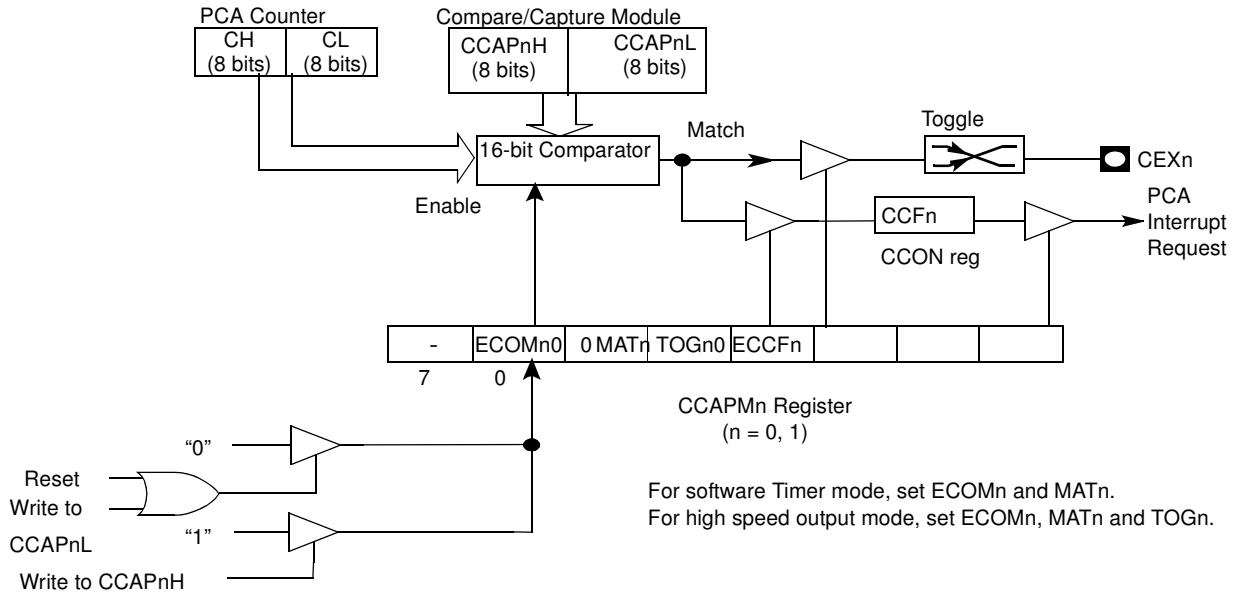 PCA Counter
CH
(8 bits)
CL
(8 bits)
Compare/Capture Module
CCAPnH
(8 bits)
CCAPnL
(8 bits)
16-bit Comparator
Match
Toggle
CEXn
Enable
CCFn
CCON reg
PCA
Interrupt
Request
- ECOMn0 0 MATn TOGn0 ECCFn
7 0
CCAPMn Register
(n = 0, 1)
“0”
Reset
Write to
CCAPnL
“1”
Write to CCAPnH
For software Timer mode, set ECOMn and MATn.
For high speed output mode, set ECOMn, MATn and TOGn.